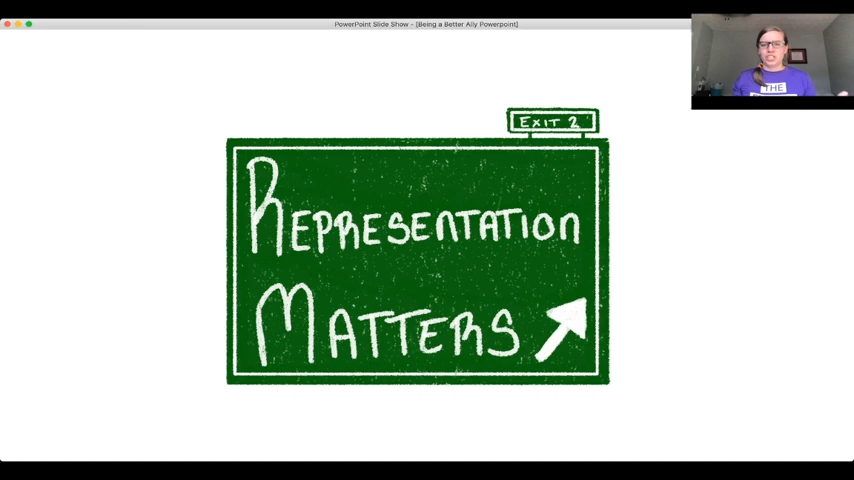 PowerPoint Slide Show - [Being a Better Ally Powerpoint]
EXIT 2
REPRESENTATION
MATTERS
THE